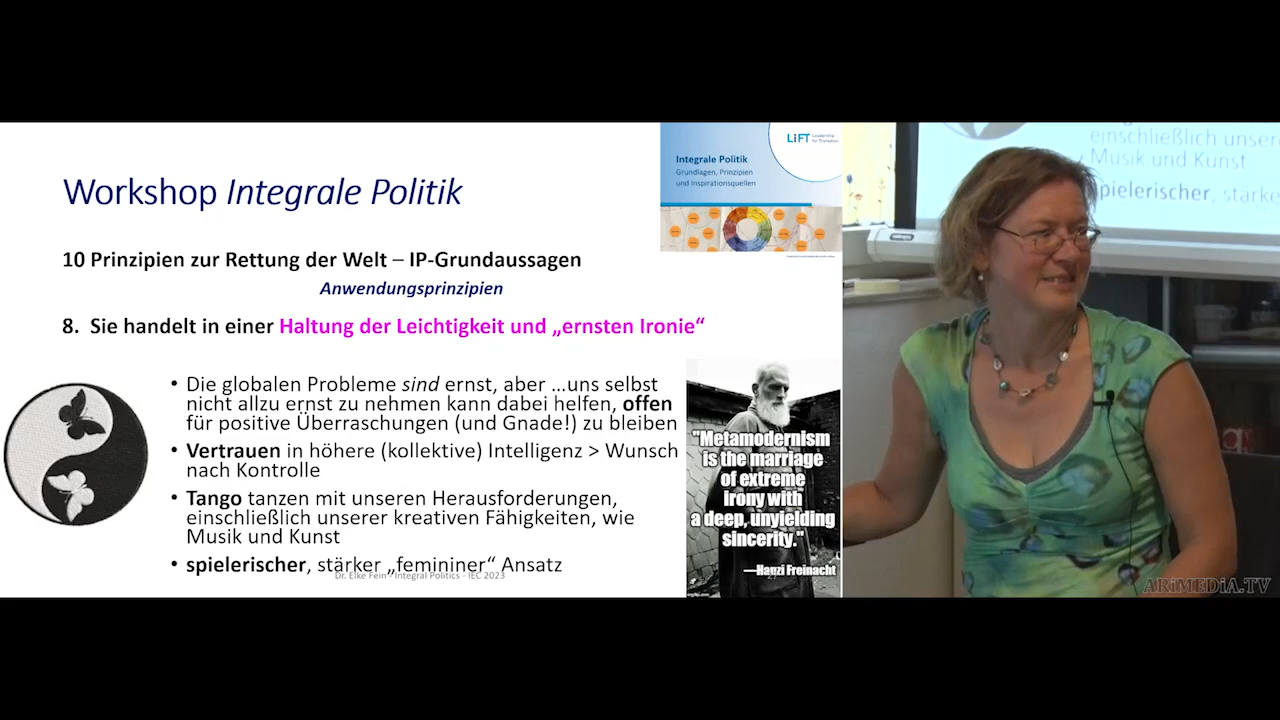 Workshop Integrale Politik
10 Prinzipien zur Rettung der Welt – IP-Grundaussagen
Anwendungsprinzipien
8. Sie handelt in einer Haltung der Leichtigkeit und „ernsten Ironie“
• Die globalen Probleme sind ernst, aber …uns selbst
nicht allzu ernst zu nehmen kann dabei helfen, offen
für positive Überraschungen (und Gnade!) zu bleiben
• Vertrauen in höhere (kollektive) Intelligenz > Wunsch
nach Kontrolle
• Tango tanzen mit unseren Herausforderungen,
einschließlich unserer kreativen Fähigkeiten, wie
Musik und Kunst
• spielerischer, stärker „femininer“ Ansatz
Dr. Elke Fein - Integral Politics - IEC 2023
27
LiFT Leadership
for Transition
Integrale Politik
Grundlagen, Prinzipien
und Inspirationsquellen
"Metamodernism
is the marriage
of extreme
irony with
a deep, unyielding
sincerity."
—Hanzi Freinacht
einschließlich unsere
Musik und Kunst
spielerischer, stärke
ARiMEDiA.TV